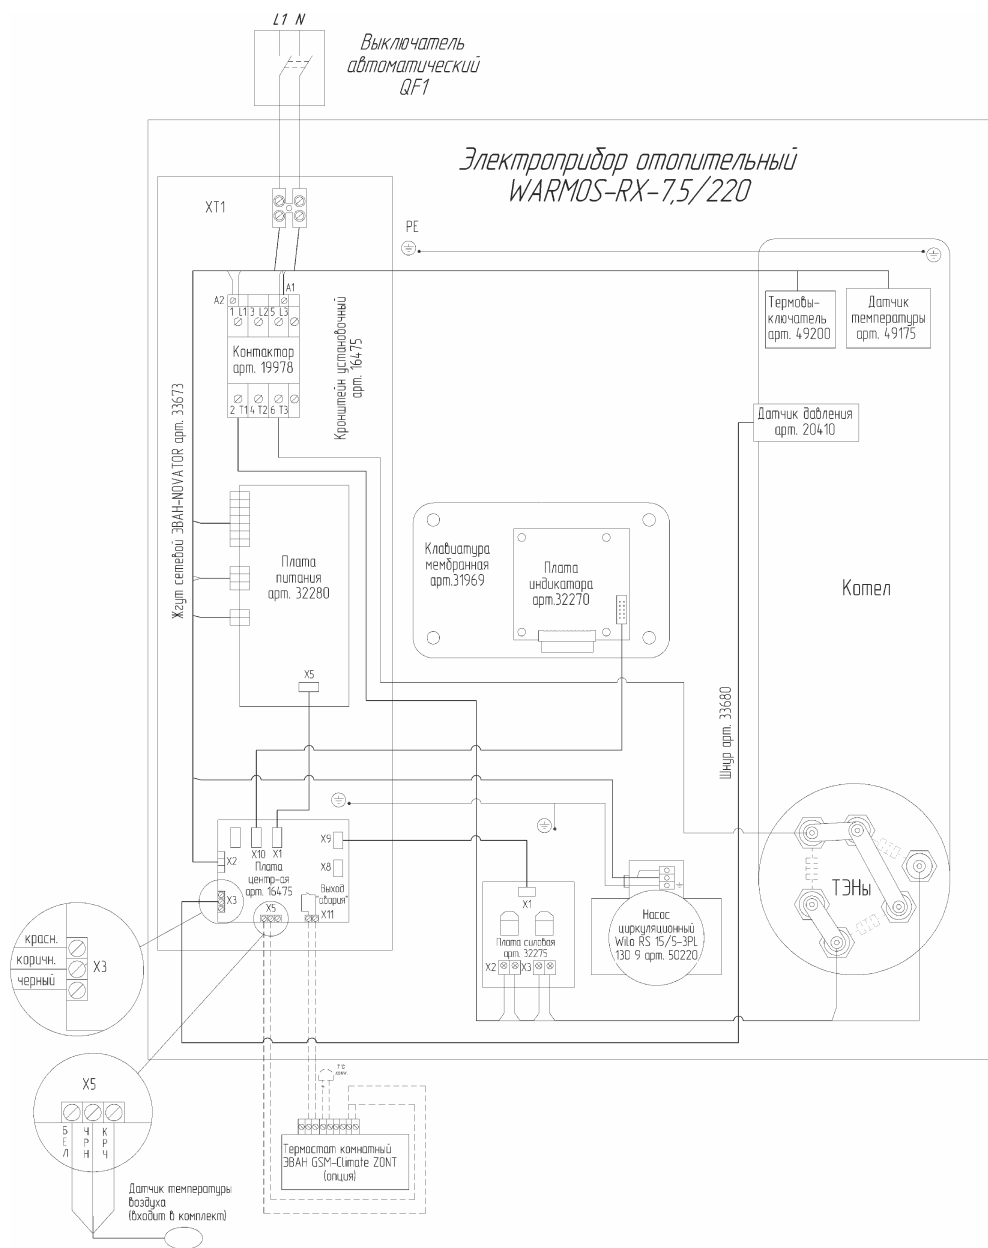 L1 N
Выключатель
автоматический
QF1
Электроприбор отопительный
WARMOS-RX-7,5/220
XT1
PE
A2
A1
1 L1 3 L2 5 L3
Контактор
арт. 19978
2 T1 4 T2 6 T3
Кронштейн установочный
арт. 16475
Термовы-
ключатель
арт. 49200
Датчик
температуры
арт. 49175
Датчик давления
арт. 20410
Жгут сетевой ЭВАН-NOVATOR арт. 33673
Плата
питания
арт. 32280
X5
Клавиатура
мембранная
арт.31969
Плата
индикатора
арт.32270
Котел
Шнур арт. 33680
X2
X10
X1
X9
X8
Плата
центр-ая
арт. 16475
X3
X5
Выход
"авария"
X11
X1
Плата силовая
арт. 32275
X2
X3
Насос
циркуляционный
Wilo RS 15/5-3PL
130 9 арт. 50220
ТЭНы
красн.
коричн.
черный
X3
X5
БЕЛ
ЧРН
КРЧ
Датчик температуры
воздуха
(входит в комплект)
T°C
Термостат комнатный
ЭВАН GSM-Climate ZONT
(опция)